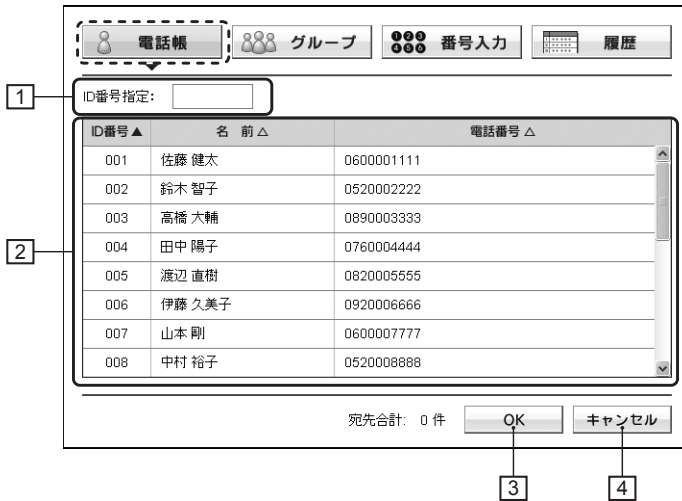 電話帳 グループ ①②③④⑤⑥ 番号入力 履歴
1 ID番号指定:
2
ID番号▲ 名 前△ 電話番号 △
001 佐藤 健太 0600001111
002 鈴木 智子 0520002222
003 高橋 大輔 0890003333
004 田中 陽子 0760004444
005 渡辺 直樹 0820005555
006 伊藤 久美子 0920006666
007 山本 剛 0600007777
008 中村 裕子 0520008888
宛先合計: 0 件 OK キャンセル
3 4